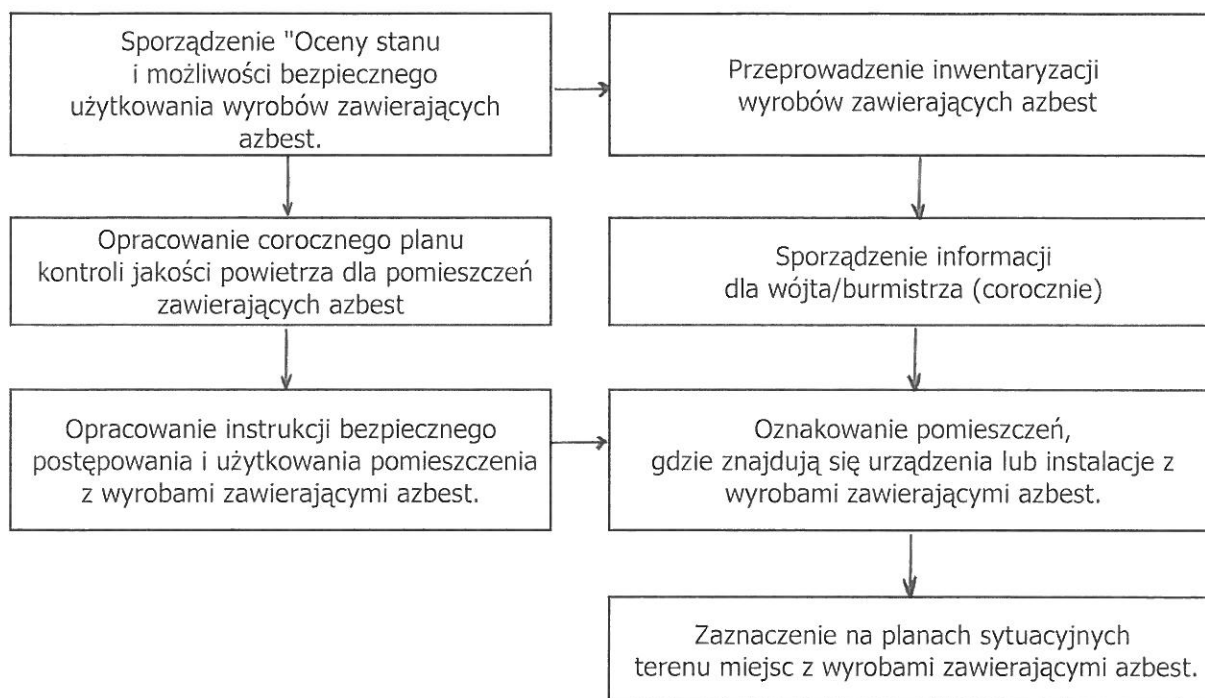 Sporządzenie "Oceny stanu
i możliwości bezpiecznego
użytkowania wyrobów zawierających
azbest.
Przeprowadzenie inwentaryzacji
wyrobów zawierających azbest
Opracowanie corocznego planu
kontroli jakości powietrza dla pomieszczeń
zawierających azbest
Sporządzenie informacji
dla wójta/burmistrza (corocznie)
Opracowanie instrukcji bezpiecznego
postępowania i użytkowania pomieszczenia
z wyrobami zawierającymi azbest.
Oznakowanie pomieszczeń,
gdzie znajdują się urządzenia lub instalacje z
wyrobami zawierającymi azbest.
Zaznaczenie na planach sytuacyjnych
terenu miejsc z wyrobami zawierającymi azbest.